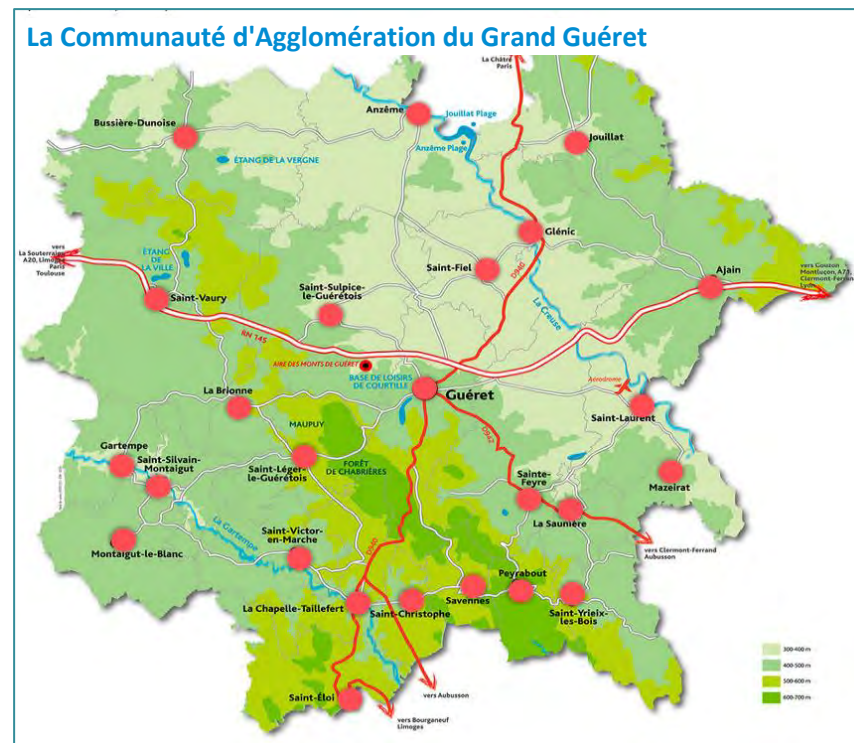 La Communauté d'Agglomération du Grand Guéret
La Châtre
Paris
Anzême
Jouillat Plage
Bussière-Dunoise
Jouillat
Anzême Plage
ÉTANG DE LA VERGNE
Glénic
vers
La Souterraine
A20, Limoges
Paris
Toulouse
ÉTANG
DE
LA VILLE
Saint-Fiel
D940
Ajain
vers Gouzon
Montluçon, A71,
Clermont-Ferrand
Lyon
Saint-Vaury
Saint-Sulpice-
le-Guérétois
La Creuse
RN 145
AIRE DES MONTS DE GUÉRET
BASE DE LOISIRS
DE COURTILLE
Guéret
Aérodrome
La Brionne
Saint-Laurent
MAUPUY
D942
Gartempe
Saint-Silvain-
Montaigut
Saint-Léger-
le-Guérétois
FORÊT
DE CHABRIÈRES
Sainte-
Feyre
Mazeirat
La Saunière
La Gartempe
Saint-Victor-
en-Marche
D940
Montaigut-le-Blanc
vers Clermont-Ferrand
Aubusson
Peyrabout
La Chapelle-Taillefert
Saint-Christophe
Savennes
Saint-Yrieix-
les-Bois
300-400 m
400-500 m
500-600 m
600-700 m
Saint-Éloi
vers Aubusson
vers Bourganeuf
Limoges